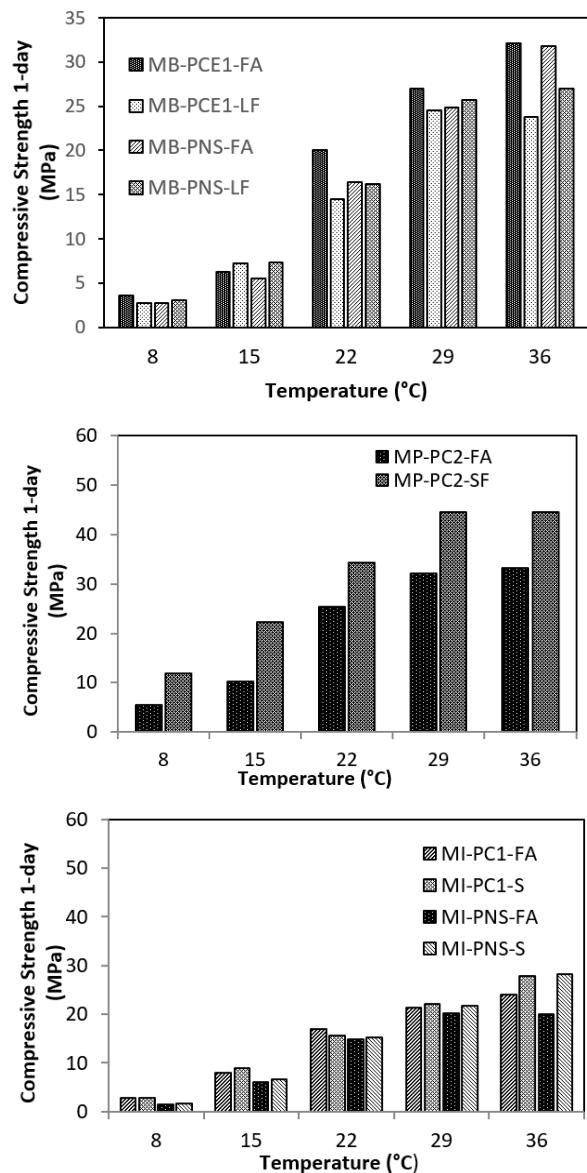 Compressive Strength 1-day
(MPa)
35
30
25
20
15
10
5
0
MB-PCE1-FA
MB-PCE1-LF
MB-PNS-FA
MB-PNS-LF
8 15 22 29 36
Temperature (°C)
Compressive Strength 1-day
(MPa)
60
50
40
30
20
10
0
MP-PC2-FA
MP-PC2-SF
8 15 22 29 36
Temperature (°C)
Compressive Strength 1-day
(MPa)
60
50
40
30
20
10
0
MI-PC1-FA
MI-PC1-S
MI-PNS-FA
MI-PNS-S
8 15 22 29 36
Temperature (°C)